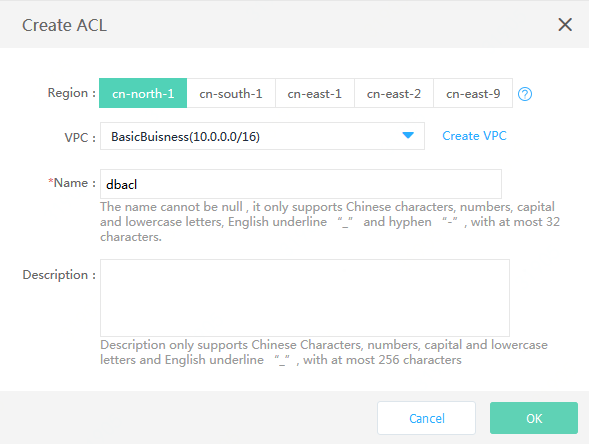 Create ACL
Region : cn-north-1 cn-south-1 cn-east-1 cn-east-2 cn-east-9 ?
VPC : BasicBuisness(10.0.0.0/16) Create VPC
*Name : dbacl
The name cannot be null , it only supports Chinese characters, numbers, capital
and lowercase letters, English underline “_” and hyphen “-” , with at most 32
characters.
Description :
Description only supports Chinese Characters, numbers, capital and lowercase
letters and English underline “_” , with at most 256 characters
Cancel OK